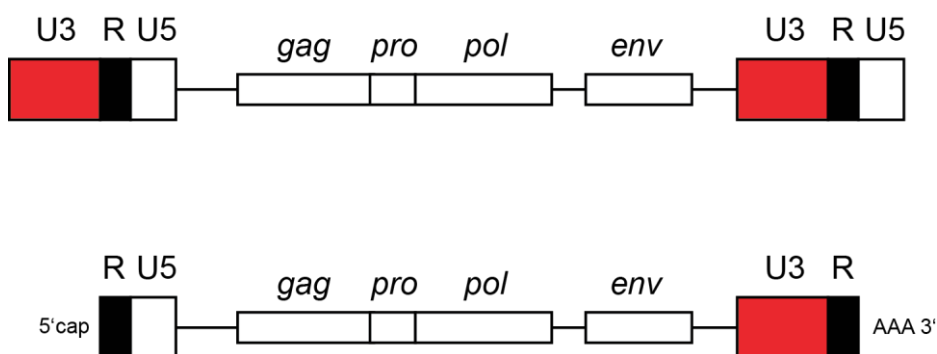 U3 R U5 U3 R U5
gag pro pol env
R U5 U3 R
gag pro pol env
5‘cap AAA 3‘